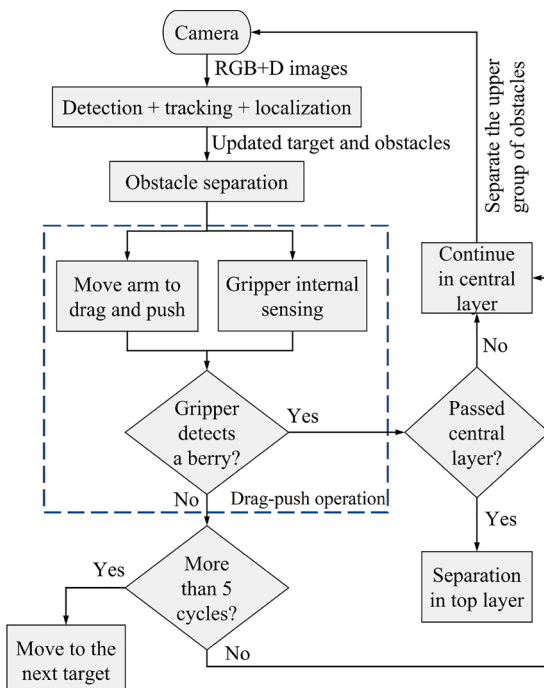 Camera
RGB+D images
Detection + tracking + localization
Updated target and obstacles
Obstacle separation
Separate the upper
group of obstacles
Move arm to
drag and push
Gripper internal
sensing
Continue in central
layer
No
Gripper
detects
a berry?
Yes
Passed
central
layer?
No
Drag-push operation
Yes
Yes
More
than 5
cycles?
Separation
in top layer
Move to the
next target
No